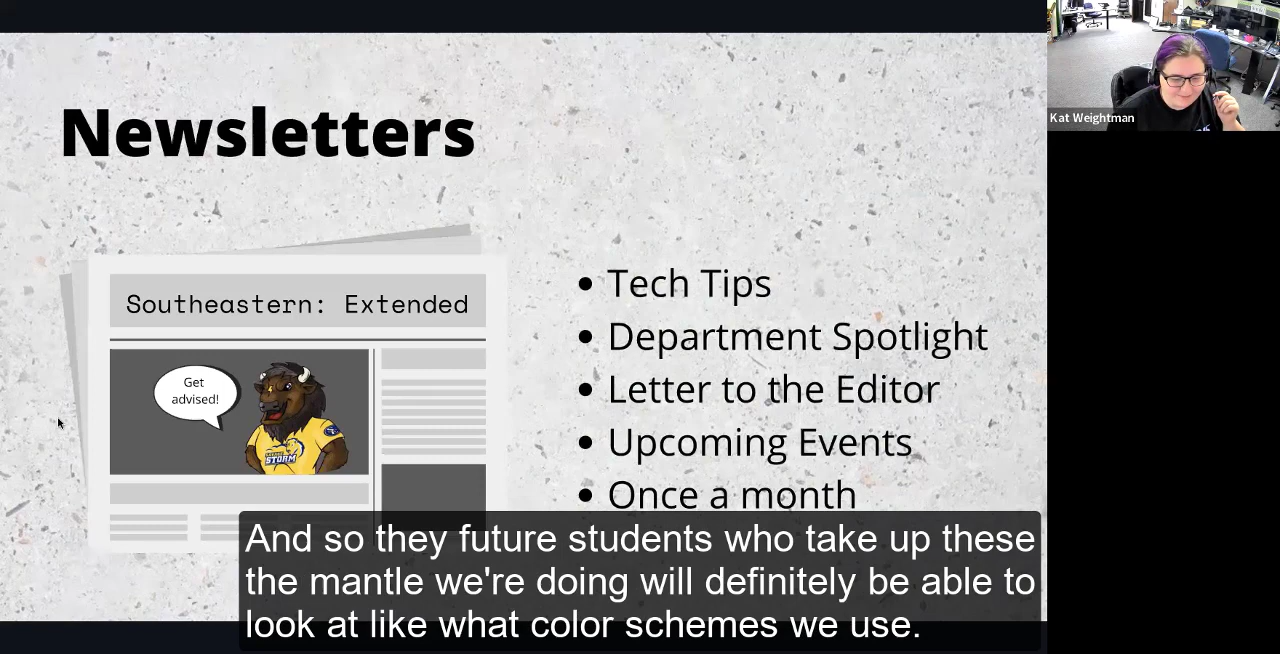 Newsletters
Kat Weightman
Southeastern: Extended
Get
advised!
STORM
• Tech Tips
• Department Spotlight
• Letter to the Editor
• Upcoming Events
• Once a month
And so they future students who take up these
the mantle we're doing will definitely be able to
look at like what color schemes we use.